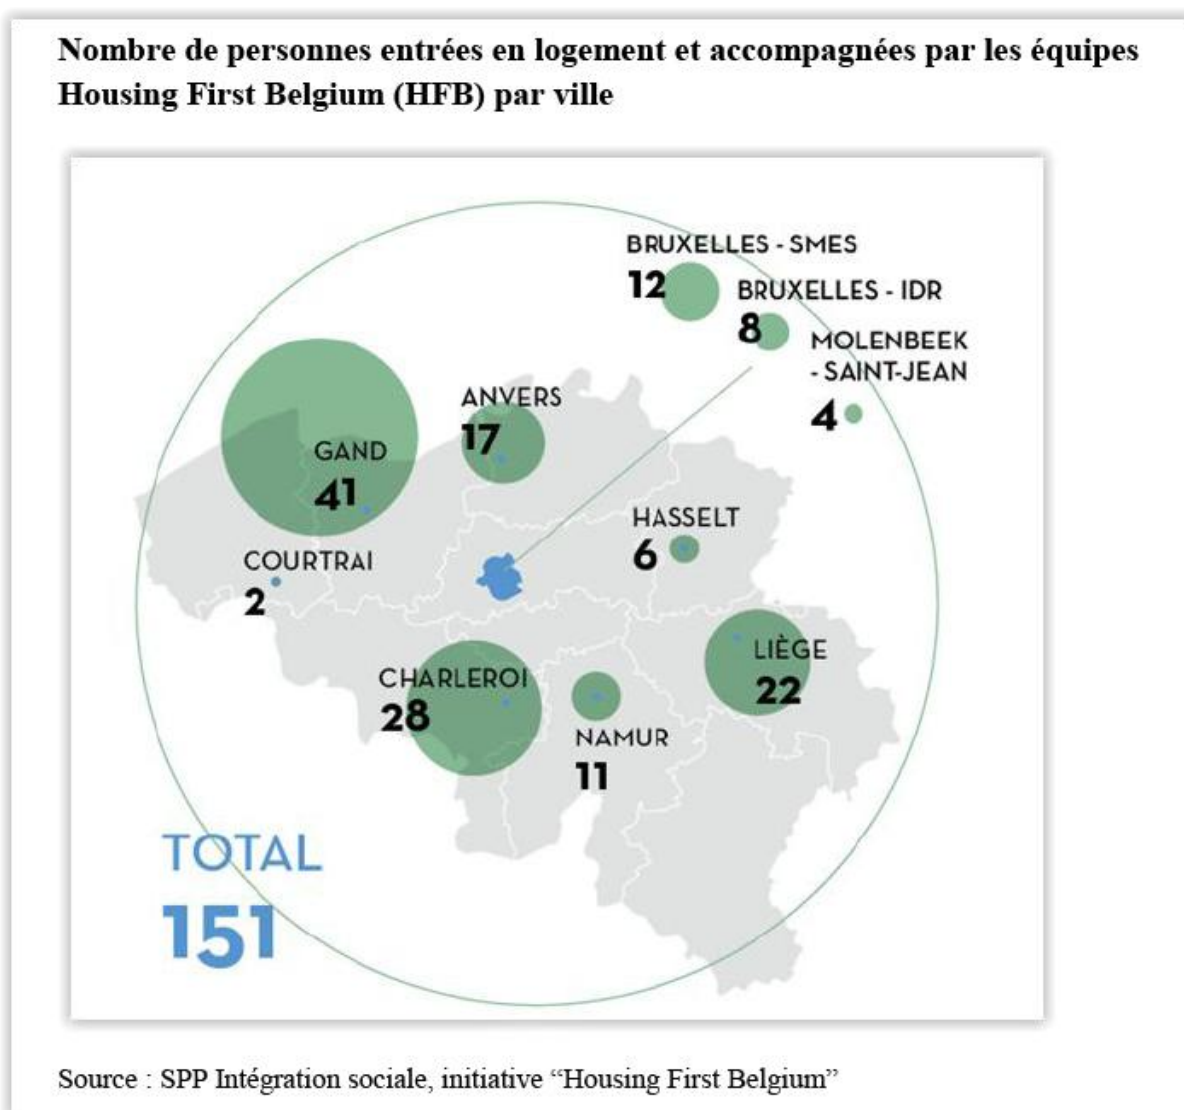 Nombre de personnes entrées en logement et accompagnées par les équipes
Housing First Belgium (HFB) par ville
BRUXELLES - SMES
12
BRUXELLES - IDR
8
MOLENBEEK
- SAINT-JEAN
4
ANVERS
17
GAND
41
HASSELT
6
COURTRAI
2
LIÈGE
22
CHARLEROI
28
NAMUR
11
TOTAL
151
Source : SPP Intégration sociale, initiative “Housing First Belgium”